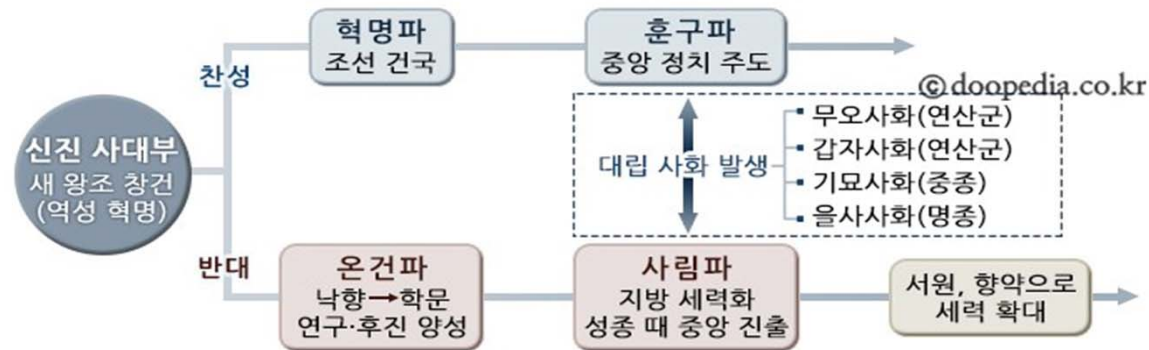 혁명파
조선 건국
훈구파
중앙 정치 주도
찬성
ⓒdoopedia.co.kr
신진 사대부
새 왕조 창건
(역성 혁명)
대립 사화 발생
무오사화(연산군)
갑자사화(연산군)
기묘사화(중종)
을사사화(명종)
반대
온건파
낙향→학문
연구·후진 양성
사림파
지방 세력화
성종 때 중앙 진출
서원, 향약으로
세력 확대